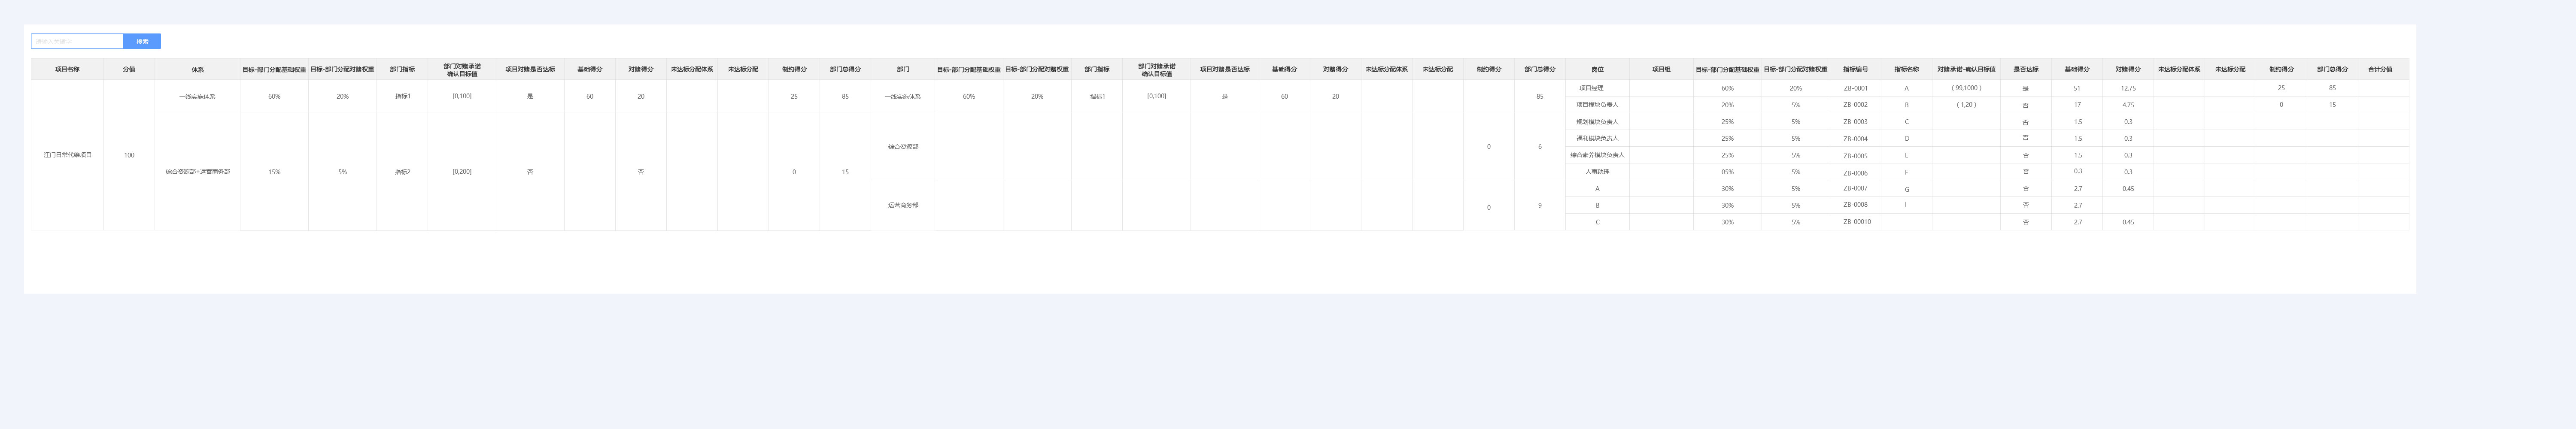 请输入关键字 搜索
项目名称 分值 体系 目标-部门分配基础权重 目标-部门分配对赌权重 部门指标 部门对赌承诺 确认目标值 项目对赌是否达标 基础得分 对赌得分 未达标分配体系 未达标分配 制约得分 部门总得分 部门 目标-部门分配基础权重 目标-部门分配对赌权重 部门指标 部门对赌承诺 确认目标值 项目对赌是否达标 基础得分 对赌得分 未达标分配体系 未达标分配 制约得分 部门总得分 岗位 项目组 目标-部门分配基础权重 目标-部门分配对赌权重 指标编号 指标名称 对赌承诺-确认目标值 是否达标 基础得分 对赌得分 未达标分配体系 未达标分配 制约得分 部门总得分 合计分值
江门日常代维项目 100
一线实施体系 60% 20% 指标1 [0,100] 是 60 20 25 85 一线实施体系 60% 20% 指标1 [0,100] 是 60 20 85
项目经理 60% 20% ZB-0001 A （99,1000） 是 51 12.75 25 85
项目模块负责人 20% 5% ZB-0002 B （1,20） 否 17 4.75 0 15
综合资源部+运营商务部 15% 5% 指标2 [0,200] 否 否 0 15
综合资源部 0 6
规划模块负责人 25% 5% ZB-0003 C 否 1.5 0.3
福利模块负责人 25% 5% ZB-0004 D 否 1.5 0.3
综合素养模块负责人 25% 5% ZB-0005 E 否 1.5 0.3
人事助理 05% 5% ZB-0006 F 否 0.3 0.3
运营商务部 0 9
A 30% 5% ZB-0007 G 否 2.7 0.45
B 30% 5% ZB-0008 I 否 2.7
C 30% 5% ZB-00010 否 2.7 0.45